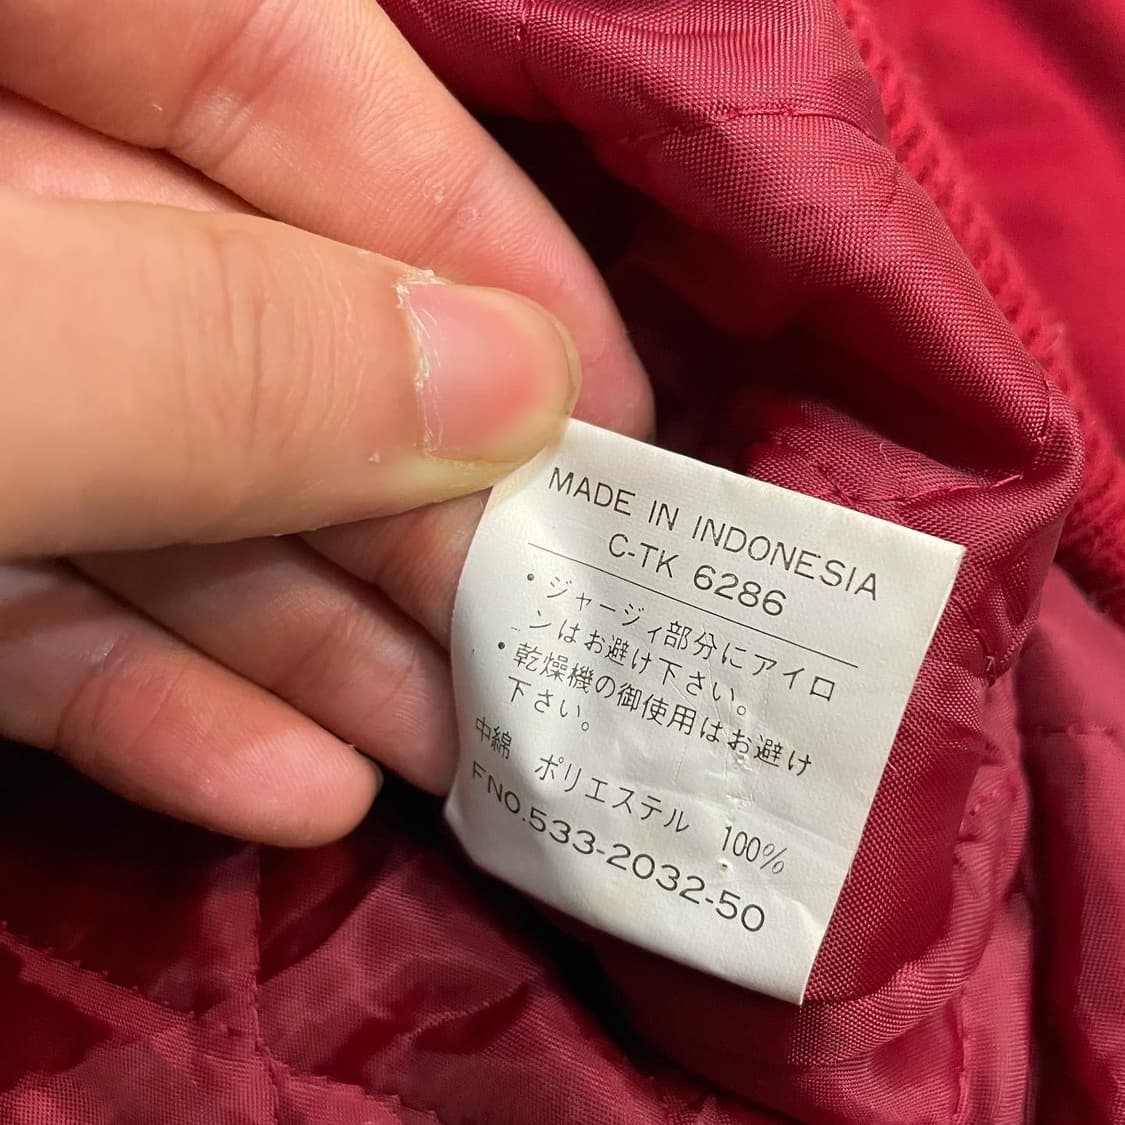 MADE IN INDONESIA
C-TK 6286
・ジャージィ部分にアイロ
ンはお避け下さい。
・乾燥機の御使用はお避け
下さい。
中綿 ポリエステル 100%
FNO.533-2032-50